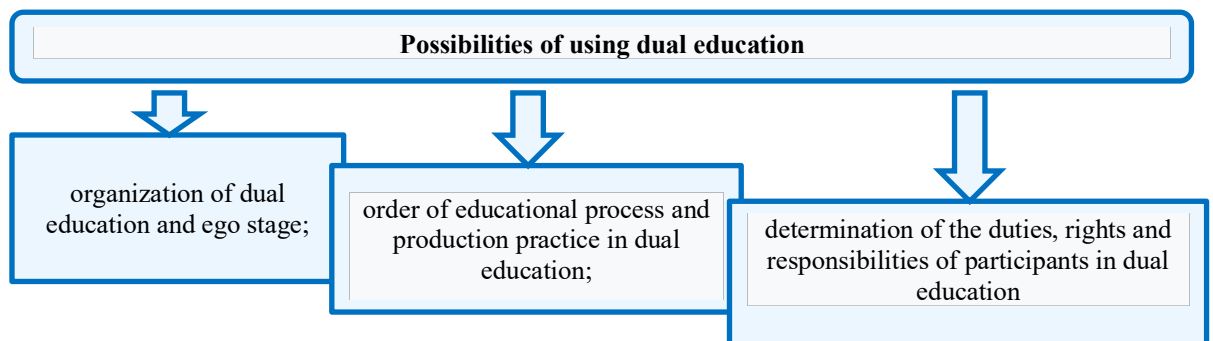 Possibilities of using dual education
organization of dual
education and ego stage;
order of educational process and
production practice in dual
education;
determination of the duties, rights and
responsibilities of participants in dual
education